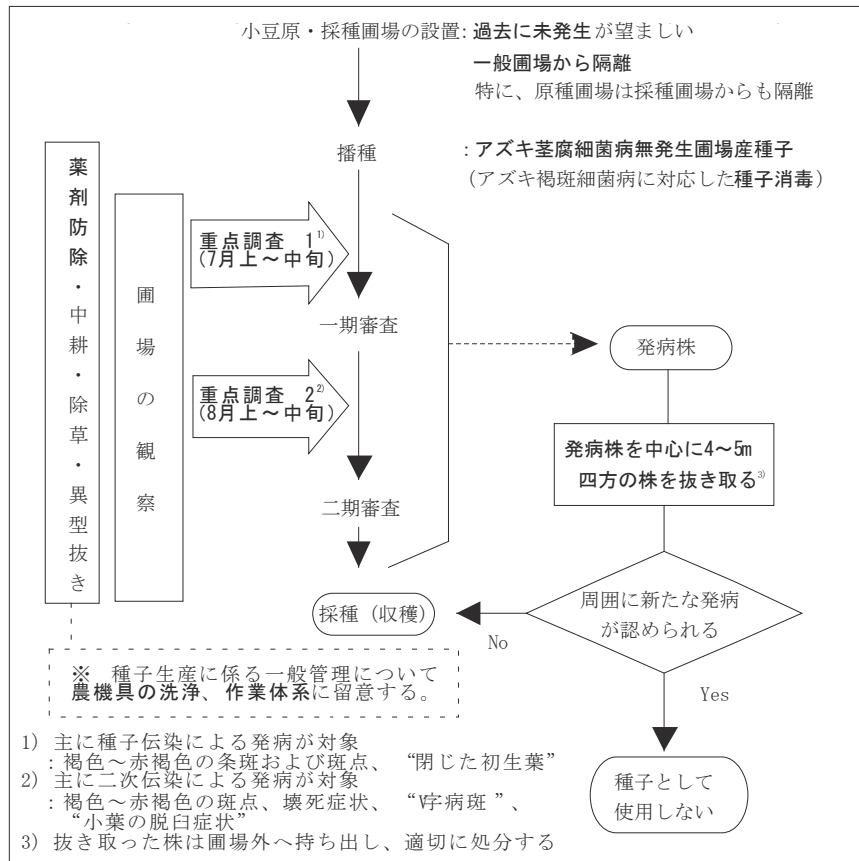 小豆原・採種圃場の設置: 過去に未発生が望ましい
一般圃場から隔離
特に、原種圃場は採種圃場からも隔離
播種
: アズキ茎腐細菌病無発生圃場産種子
(アズキ褐斑細菌病に対応した種子消毒)
薬剤防除・中耕・除草・異型抜き
圃場の観察
重点調査 1¹⁾
(7月上~中旬)
一期審査
発病株
重点調査 2²⁾
(8月上~中旬)
発病株を中心に4~5m
四方の株を抜き取る³⁾
二期審査
採種 (収穫)
周囲に新たな発病
が認められる
No
Yes
※ 種子生産に係る一般管理について
農機具の洗浄、作業体系に留意する。
種子として
使用しない
1) 主に種子伝染による発病が対象
: 褐色~赤褐色の条斑および斑点、 “閉じた初生葉”
2) 主に二次伝染による発病が対象
: 褐色~赤褐色の斑点、壊死症状、 “V字病斑 ”、
“小葉の脱臼症状”
3) 抜き取った株は圃場外へ持ち出し、適切に処分する